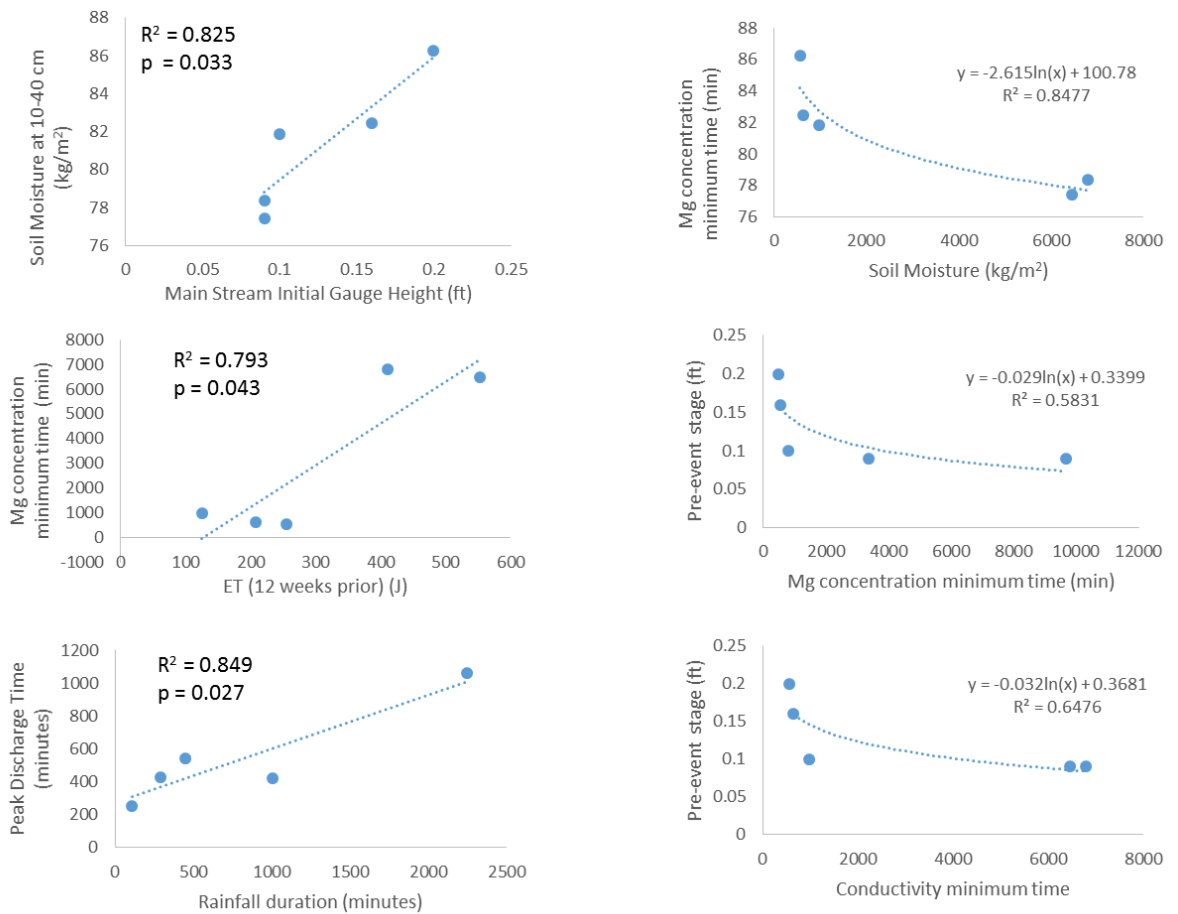 88
86
84
82
80
78
76
Soil Moisture at 10-40 cm
(kg/m²)
R² = 0.825
p = 0.033
0 0.05 0.1 0.15 0.2 0.25
Main Stream Initial Gauge Height (ft)
88
86
84
82
80
78
76
Mg concentration
minimum time (min)
y = -2.615ln(x) + 100.78
R² = 0.8477
0 2000 4000 6000 8000
Soil Moisture (kg/m²)
8000
7000
6000
5000
4000
3000
2000
1000
0
-1000
Mg concentration
minimum time (min)
R² = 0.793
p = 0.043
0 100 200 300 400 500 600
ET (12 weeks prior) (J)
0.25
0.2
0.15
0.1
0.05
0
Pre-event stage (ft)
y = -0.029ln(x) + 0.3399
R² = 0.5831
0 2000 4000 6000 8000 10000 12000
Mg concentration minimum time (min)
1200
1000
800
600
400
200
0
Peak Discharge Time
(minutes)
R² = 0.849
p = 0.027
0 500 1000 1500 2000 2500
Rainfall duration (minutes)
0.25
0.2
0.15
0.1
0.05
0
Pre-event stage (ft)
y = -0.032ln(x) + 0.3681
R² = 0.6476
0 2000 4000 6000 8000
Conductivity minimum time